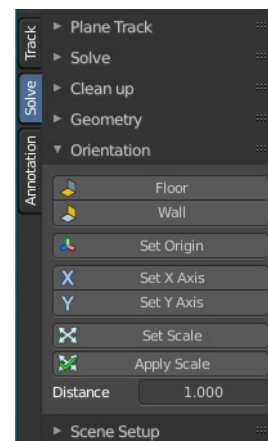 Track
Solve
Annotation
Plane Track
Solve
Clean up
Geometry
Orientation
Floor
Wall
Set Origin
X Set X Axis
Y Set Y Axis
Set Scale
Apply Scale
Distance 1.000
Scene Setup